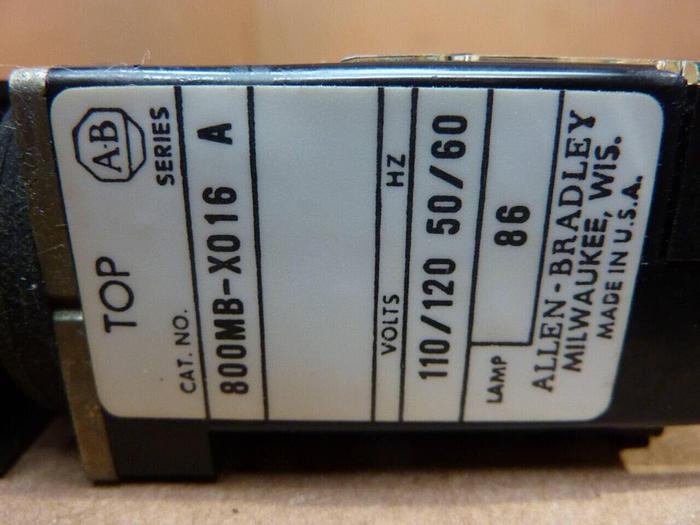 TOP A-B
CAT. NO. SERIES
800MB-X016 A
VOLTS HZ
110/120 50/60
LAMP 86
ALLEN-BRADLEY
MILWAUKEE, WIS.
MADE IN U.S.A.